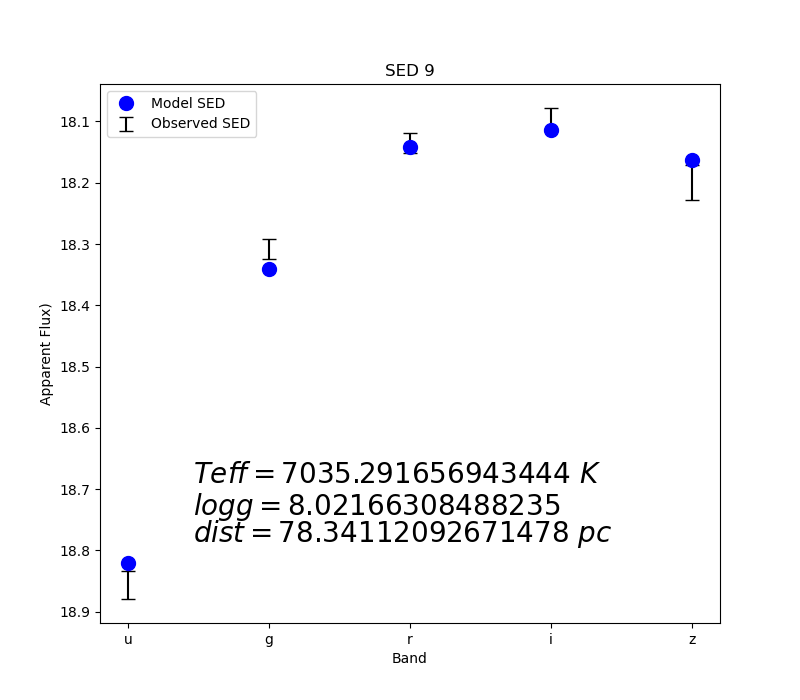 SED 9
Model SED
Observed SED
18.1
18.2
18.3
18.4
18.5
18.6
18.7
18.8
18.9
Apparent Flux)
Teff = 7035.291656943444 K
logg = 8.02166308488235
dist = 78.34112092671478 pc
u g r i z
Band